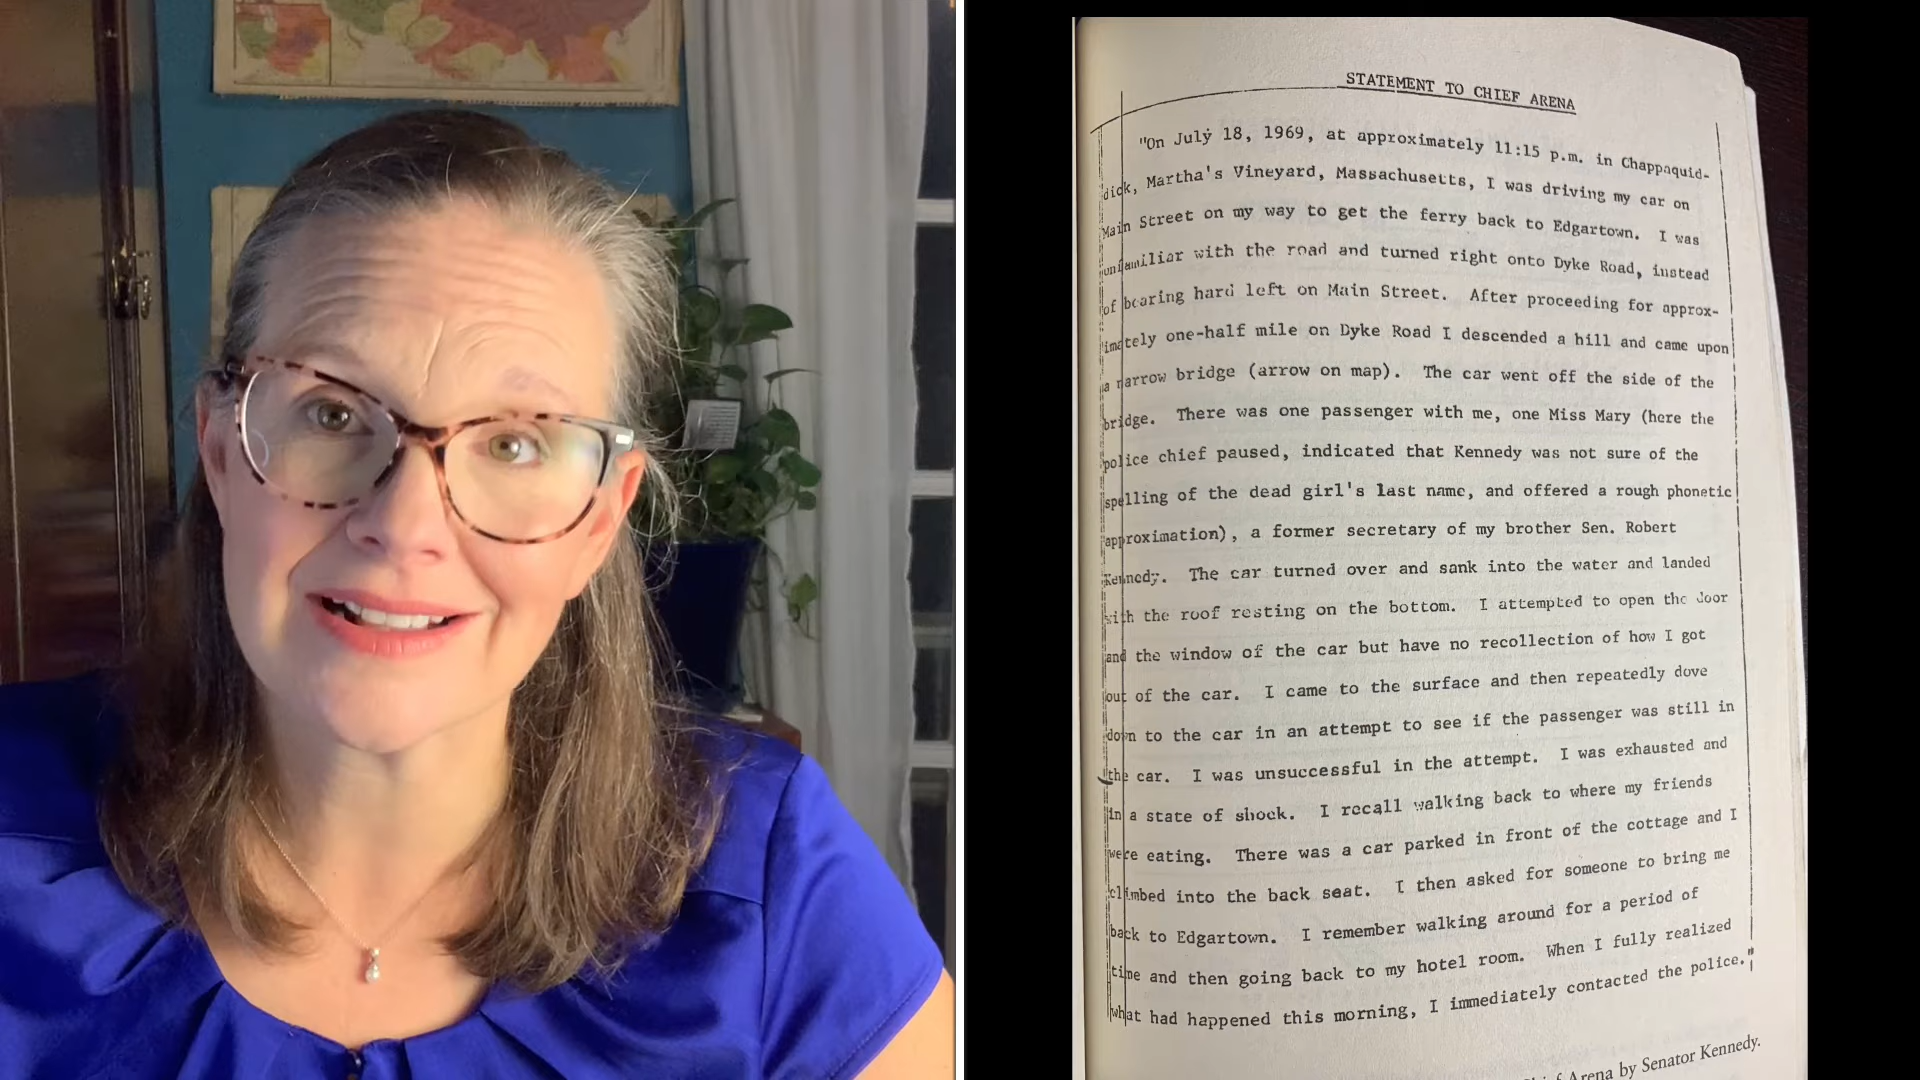 STATEMENT TO CHIEF ARENA
"On July 18, 1969, at approximately 11:15 p.m. in Chappaquid-
dick, Martha's Vineyard, Massachusetts, I was driving my car on
Main Street on my way to get the ferry back to Edgartown. I was
unfamiliar with the road and turned right onto Dyke Road, instead
of bearing hard left on Main Street. After proceeding for approx-
imately one-half mile on Dyke Road I descended a hill and came upon
a narrow bridge (arrow on map). The car went off the side of the
bridge. There was one passenger with me, one Miss Mary (here the
police chief paused, indicated that Kennedy was not sure of the
spelling of the dead girl's last name, and offered a rough phonetic
approximation), a former secretary of my brother Sen. Robert
Kennedy. The car turned over and sank into the water and landed
with the roof resting on the bottom. I attempted to open the door
and the window of the car but have no recollection of how I got
out of the car. I came to the surface and then repeatedly dove
down to the car in an attempt to see if the passenger was still in
the car. I was unsuccessful in the attempt. I was exhausted and
in a state of shock. I recall walking back to where my friends
were eating. There was a car parked in front of the cottage and I
climbed into the back seat. I then asked for someone to bring me
back to Edgartown. I remember walking around for a period of
time and then going back to my hotel room. When I fully realized
what had happened this morning, I immediately contacted the police."
Arena by Senator Kennedy.